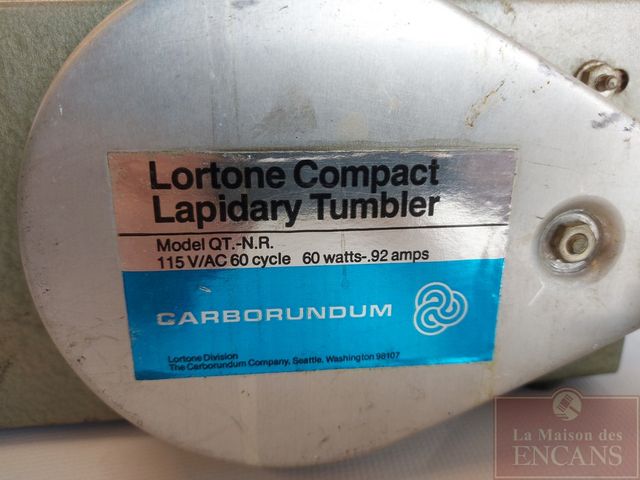 Lortone Compact
Lapidary Tumbler
Model QT.-N.R.
115 V/AC 60 cycle 60 watts-.92 amps
CARBORUNDUM
Lortone Division
The Carborundum Company, Seattle, Washington 98107
La Maison des
ENCANS